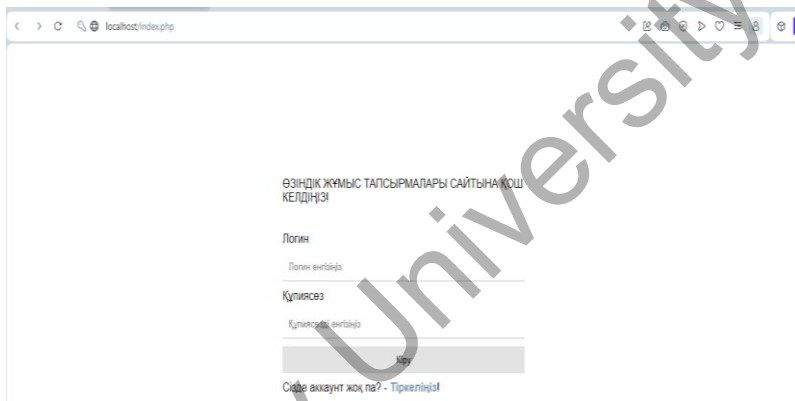 localhost/index.php
University
ӨЗІНДІК ЖҰМЫС ТАПСЫРМАЛАРЫ САЙТЫНА ҚОШ
КЕЛДІҢІЗ!
Логин
Логин енгізіңіз
Құпиясөз
Құпиясөзді енгізіңіз
Кіру
Сізде аккаунт жоқ па? - Тіркеліңіз!